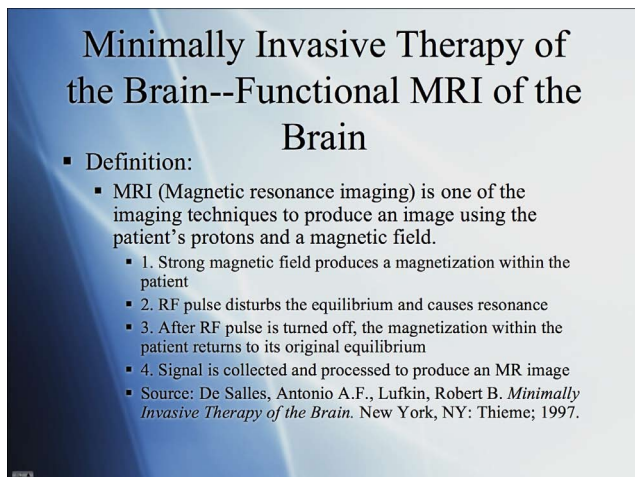 Minimally Invasive Therapy of
the Brain--Functional MRI of the
Brain
▪ Definition:
▪ MRI (Magnetic resonance imaging) is one of the
imaging techniques to produce an image using the
patient's protons and a magnetic field.
▪ 1. Strong magnetic field produces a magnetization within the
patient
▪ 2. RF pulse disturbs the equilibrium and causes resonance
▪ 3. After RF pulse is turned off, the magnetization within the
patient returns to its original equilibrium
▪ 4. Signal is collected and processed to produce an MR image
▪ Source: De Salles, Antonio A.F., Lufkin, Robert B. Minimally
Invasive Therapy of the Brain. New York, NY: Thieme; 1997.